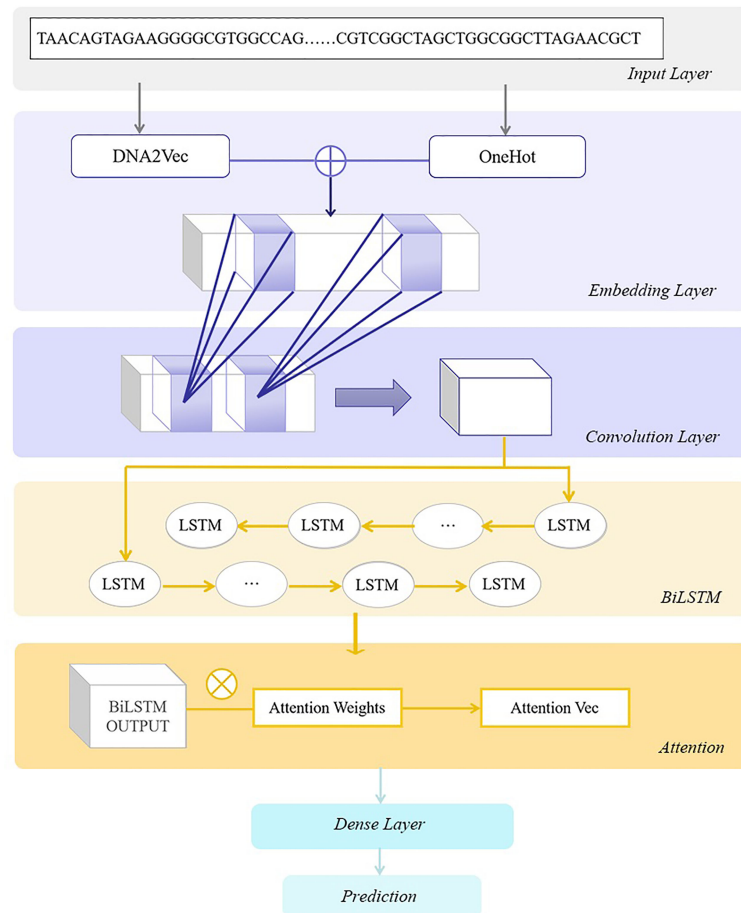 TAACAGTAGAAGGGGCGTGGCCAG……CGTCGGCTAGCTGGCGGCTTAGAACGCT
Input Layer
DNA2Vec
OneHot
Embedding Layer
Convolution Layer
LSTM
LSTM
…
LSTM
LSTM
…
LSTM
LSTM
BiLSTM
BiLSTM
OUTPUT
Attention Weights
Attention Vec
Attention
Dense Layer
Prediction